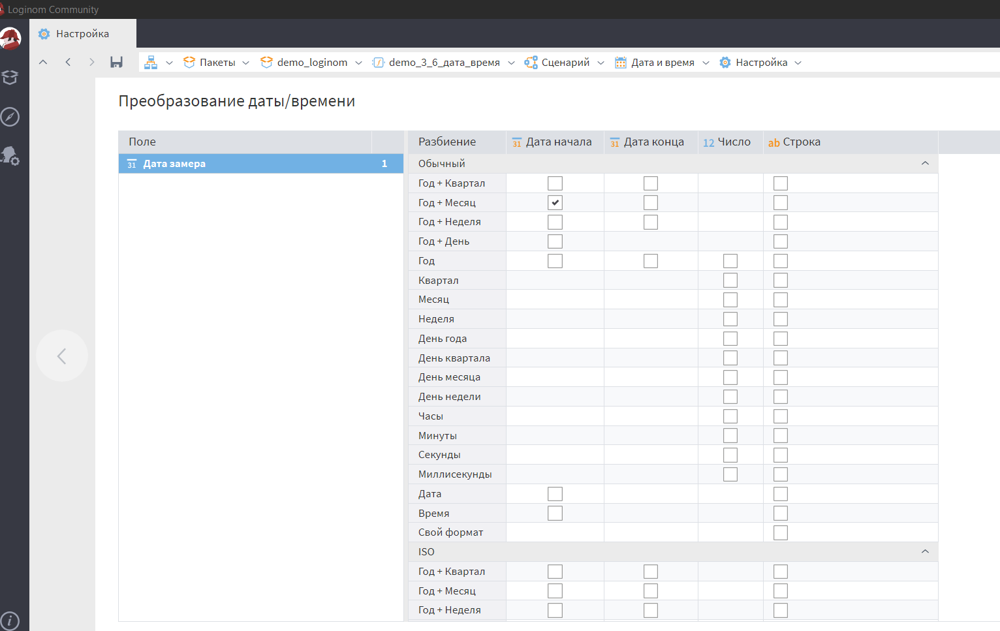 Loginom Community
Настройка
Пакеты demo_loginom demo_3_6_дата_время Сценарий Дата и время Настройка
Преобразование даты/времени
Поле Разбиение 31 Дата начала 31 Дата конца 12 Число ab Строка
31 Дата замера 1 Обычный
Год + Квартал
Год + Месяц
Год + Неделя
Год + День
Год
Квартал
Месяц
Неделя
День года
День квартала
День месяца
День недели
Часы
Минуты
Секунды
Миллисекунды
Дата
Время
Свой формат
ISO
Год + Квартал
Год + Месяц
Год + Неделя